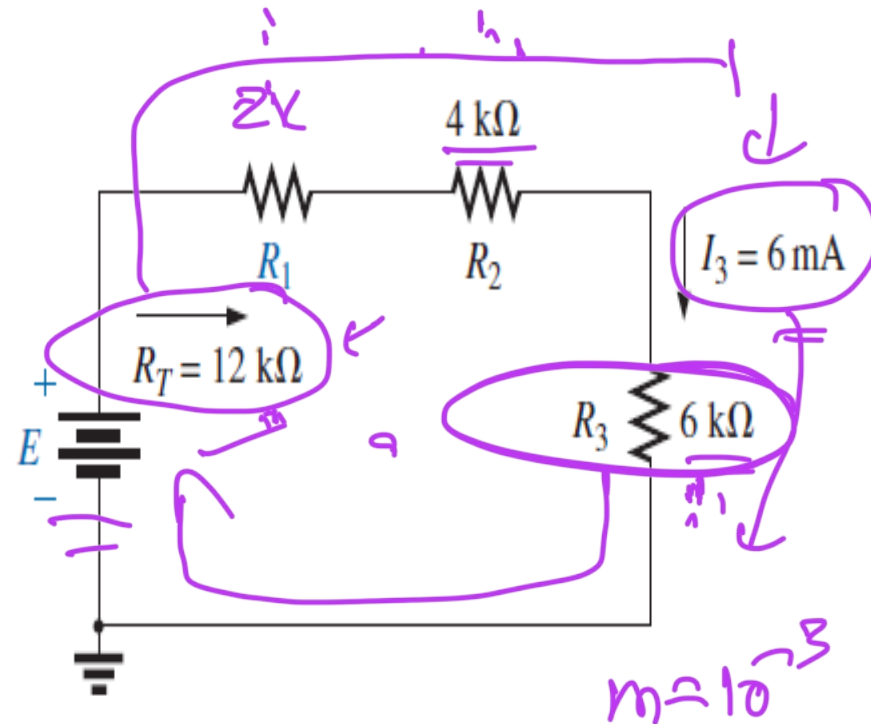 2K
4 kΩ
R1
R2
I3 = 6 mA
RT = 12 kΩ
+
E
−
R3
6 kΩ
m = 10⁻³